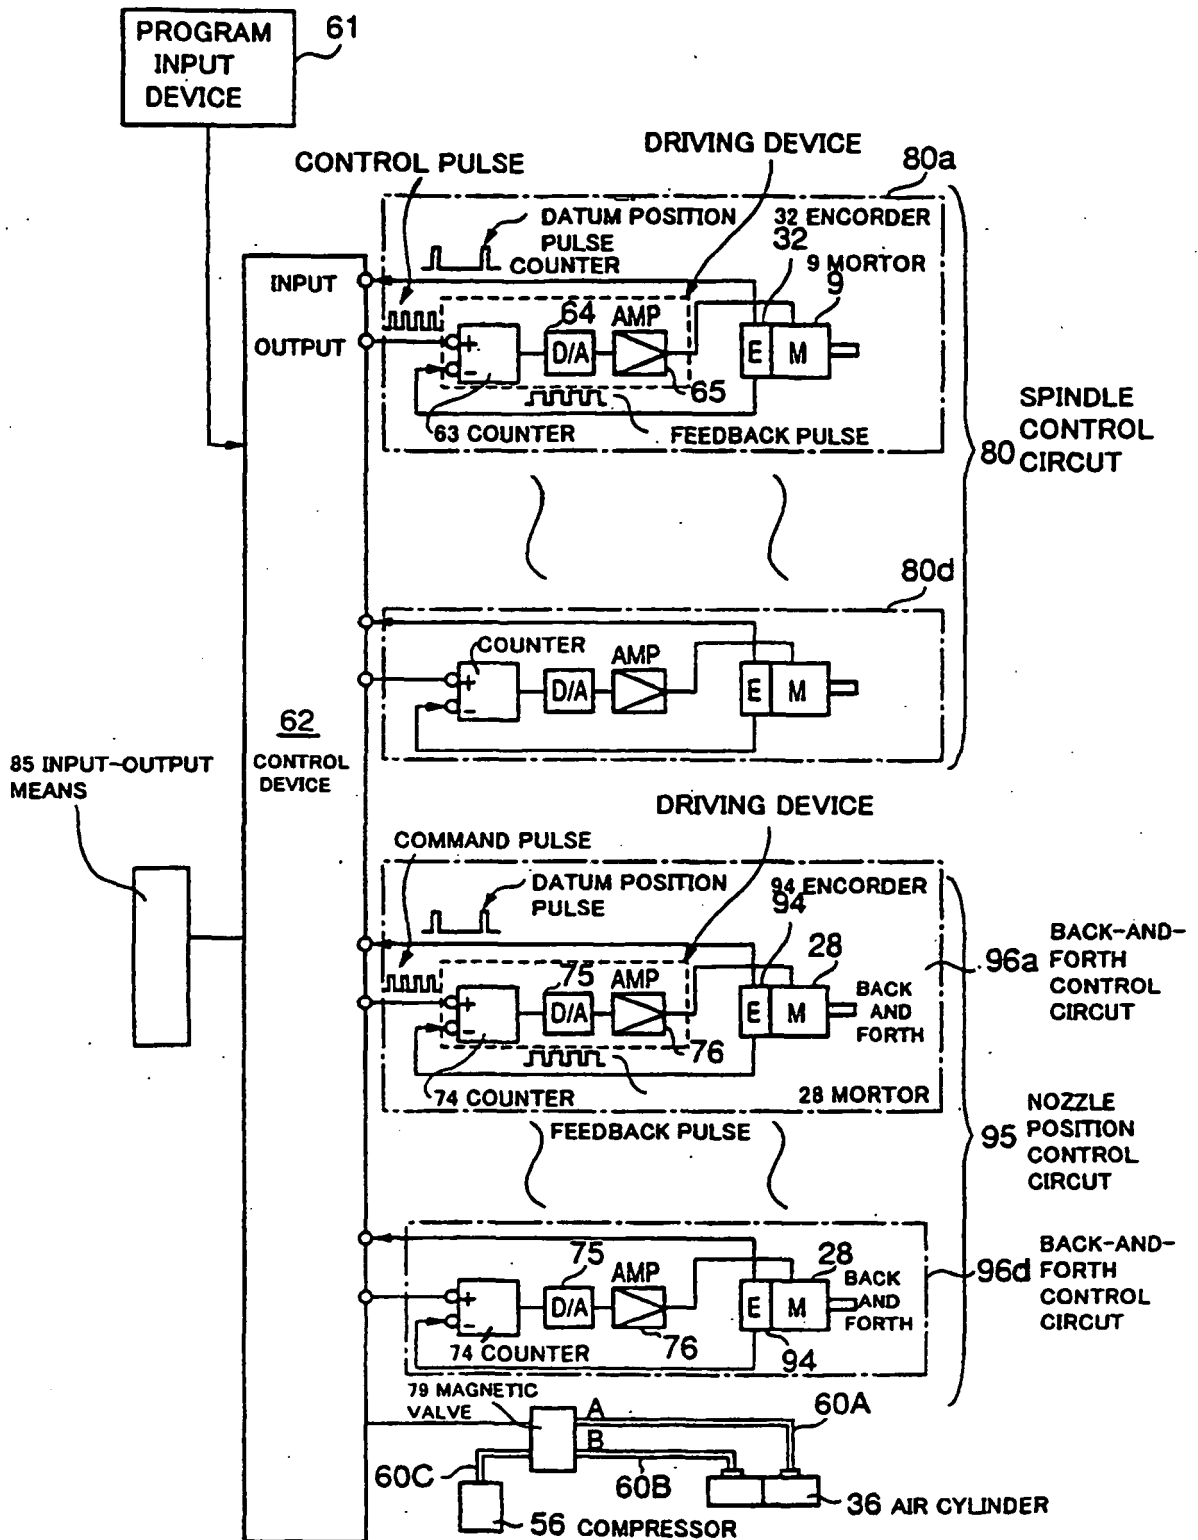 PROGRAM
INPUT
DEVICE
61
CONTROL PULSE
DRIVING DEVICE
80a
DATUM POSITION
PULSE
COUNTER
32 ENCORDER
32
9 MORTOR
9
INPUT
OUTPUT
+
-
64
D/A
AMP
65
E
M
63 COUNTER
FEEDBACK PULSE
80
SPINDLE
CONTROL
CIRCUT
80d
COUNTER
+
-
D/A
AMP
E
M
62
CONTROL
DEVICE
85 INPUT-OUTPUT
MEANS
DRIVING DEVICE
COMMAND PULSE
DATUM POSITION
PULSE
94 ENCORDER
94
28
+
-
75
D/A
AMP
76
E
M
BACK
AND
FORTH
74 COUNTER
28 MORTOR
FEEDBACK PULSE
96a
BACK-AND-
FORTH
CONTROL
CIRCUT
95
NOZZLE
POSITION
CONTROL
CIRCUT
+
-
75
D/A
AMP
76
28
E
M
BACK
AND
FORTH
94
74 COUNTER
96d
BACK-AND-
FORTH
CONTROL
CIRCUT
79 MAGNETIC
VALVE
A
B
60A
60C
60B
56 COMPRESSOR
36 AIR CYLINDER